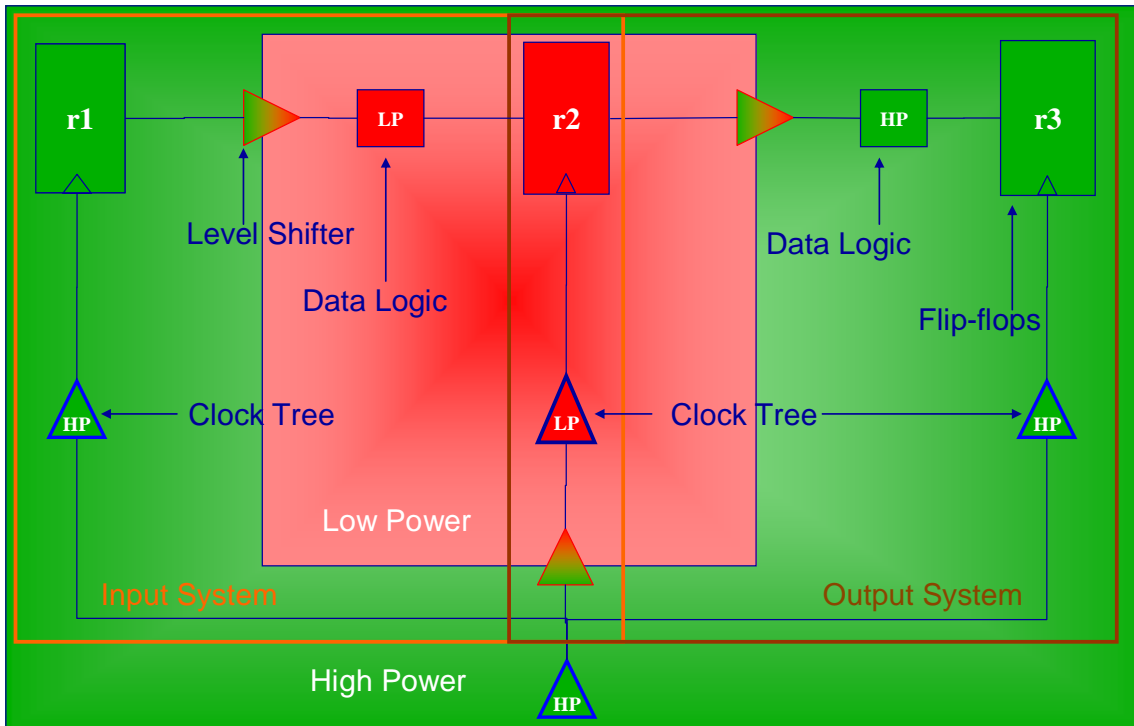 r1
LP
r2
HP
r3
Level Shifter
Data Logic
Data Logic
Flip-flops
HP
Clock Tree
LP
Clock Tree
HP
Low Power
Input System
Output System
High Power
HP